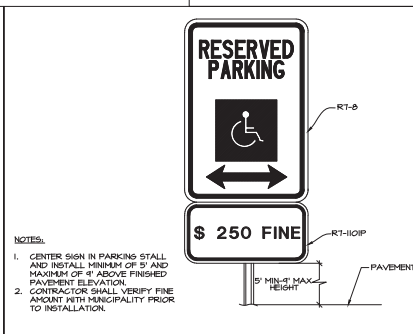 RESERVED
PARKING
R7-8
$ 250 FINE
R7-1101P
NOTES:
1. CENTER SIGN IN PARKING STALL
AND INSTALL MINIMUM OF 5' AND
MAXIMUM OF 9' ABOVE FINISHED
PAVEMENT ELEVATION.
2. CONTRACTOR SHALL VERIFY FINE
AMOUNT WITH MUNICIPALITY PRIOR
TO INSTALLATION.
5' MIN-9' MAX
HEIGHT
PAVEMENT